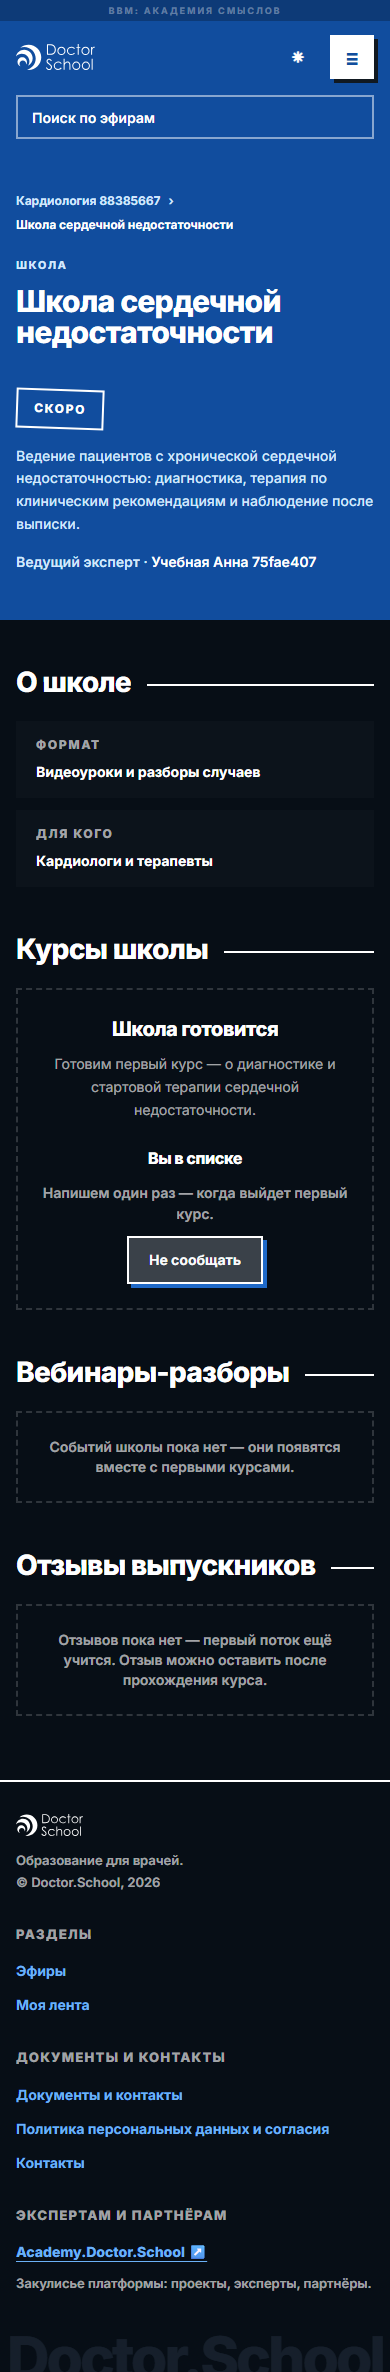 ВВМ: АКАДЕМИЯ СМЫСЛОВ
Doctor
School
Поиск по эфирам
Кардиология 88385667 ›
Школа сердечной недостаточности
ШКОЛА
Школа сердечной
недостаточности
СКОРО
Ведение пациентов с хронической сердечной
недостаточностью: диагностика, терапия по
клиническим рекомендациям и наблюдение после
выписки.
Ведущий эксперт · Учебная Анна 75fae407
О школе
ФОРМАТ
Видеоуроки и разборы случаев
ДЛЯ КОГО
Кардиологи и терапевты
Курсы школы
Школа готовится
Готовим первый курс — о диагностике и
стартовой терапии сердечной
недостаточности.
Вы в списке
Напишем один раз — когда выйдет первый
курс.
Не сообщать
Вебинары-разборы
Событий школы пока нет — они появятся
вместе с первыми курсами.
Отзывы выпускников
Отзывов пока нет — первый поток ещё
учится. Отзыв можно оставить после
прохождения курса.
Doctor
School
Образование для врачей.
© Doctor.School, 2026
РАЗДЕЛЫ
Эфиры
Моя лента
ДОКУМЕНТЫ И КОНТАКТЫ
Документы и контакты
Политика персональных данных и согласия
Контакты
ЭКСПЕРТАМ И ПАРТНЁРАМ
Academy.Doctor.School ↗
Закулисье платформы: проекты, эксперты, партнёры.
Doctor.School